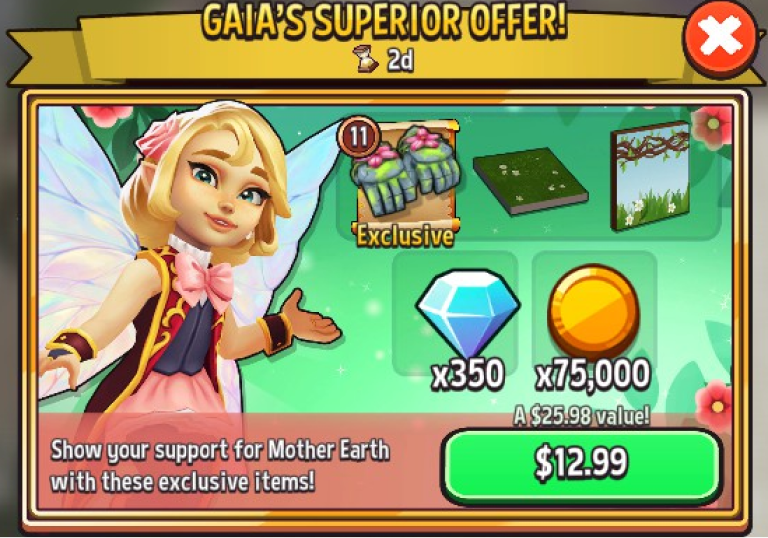 GAIA'S SUPERIOR OFFER!
2d
11
Exclusive
x350
x75,000
A $25.98 value!
Show your support for Mother Earth
with these exclusive items!
$12.99